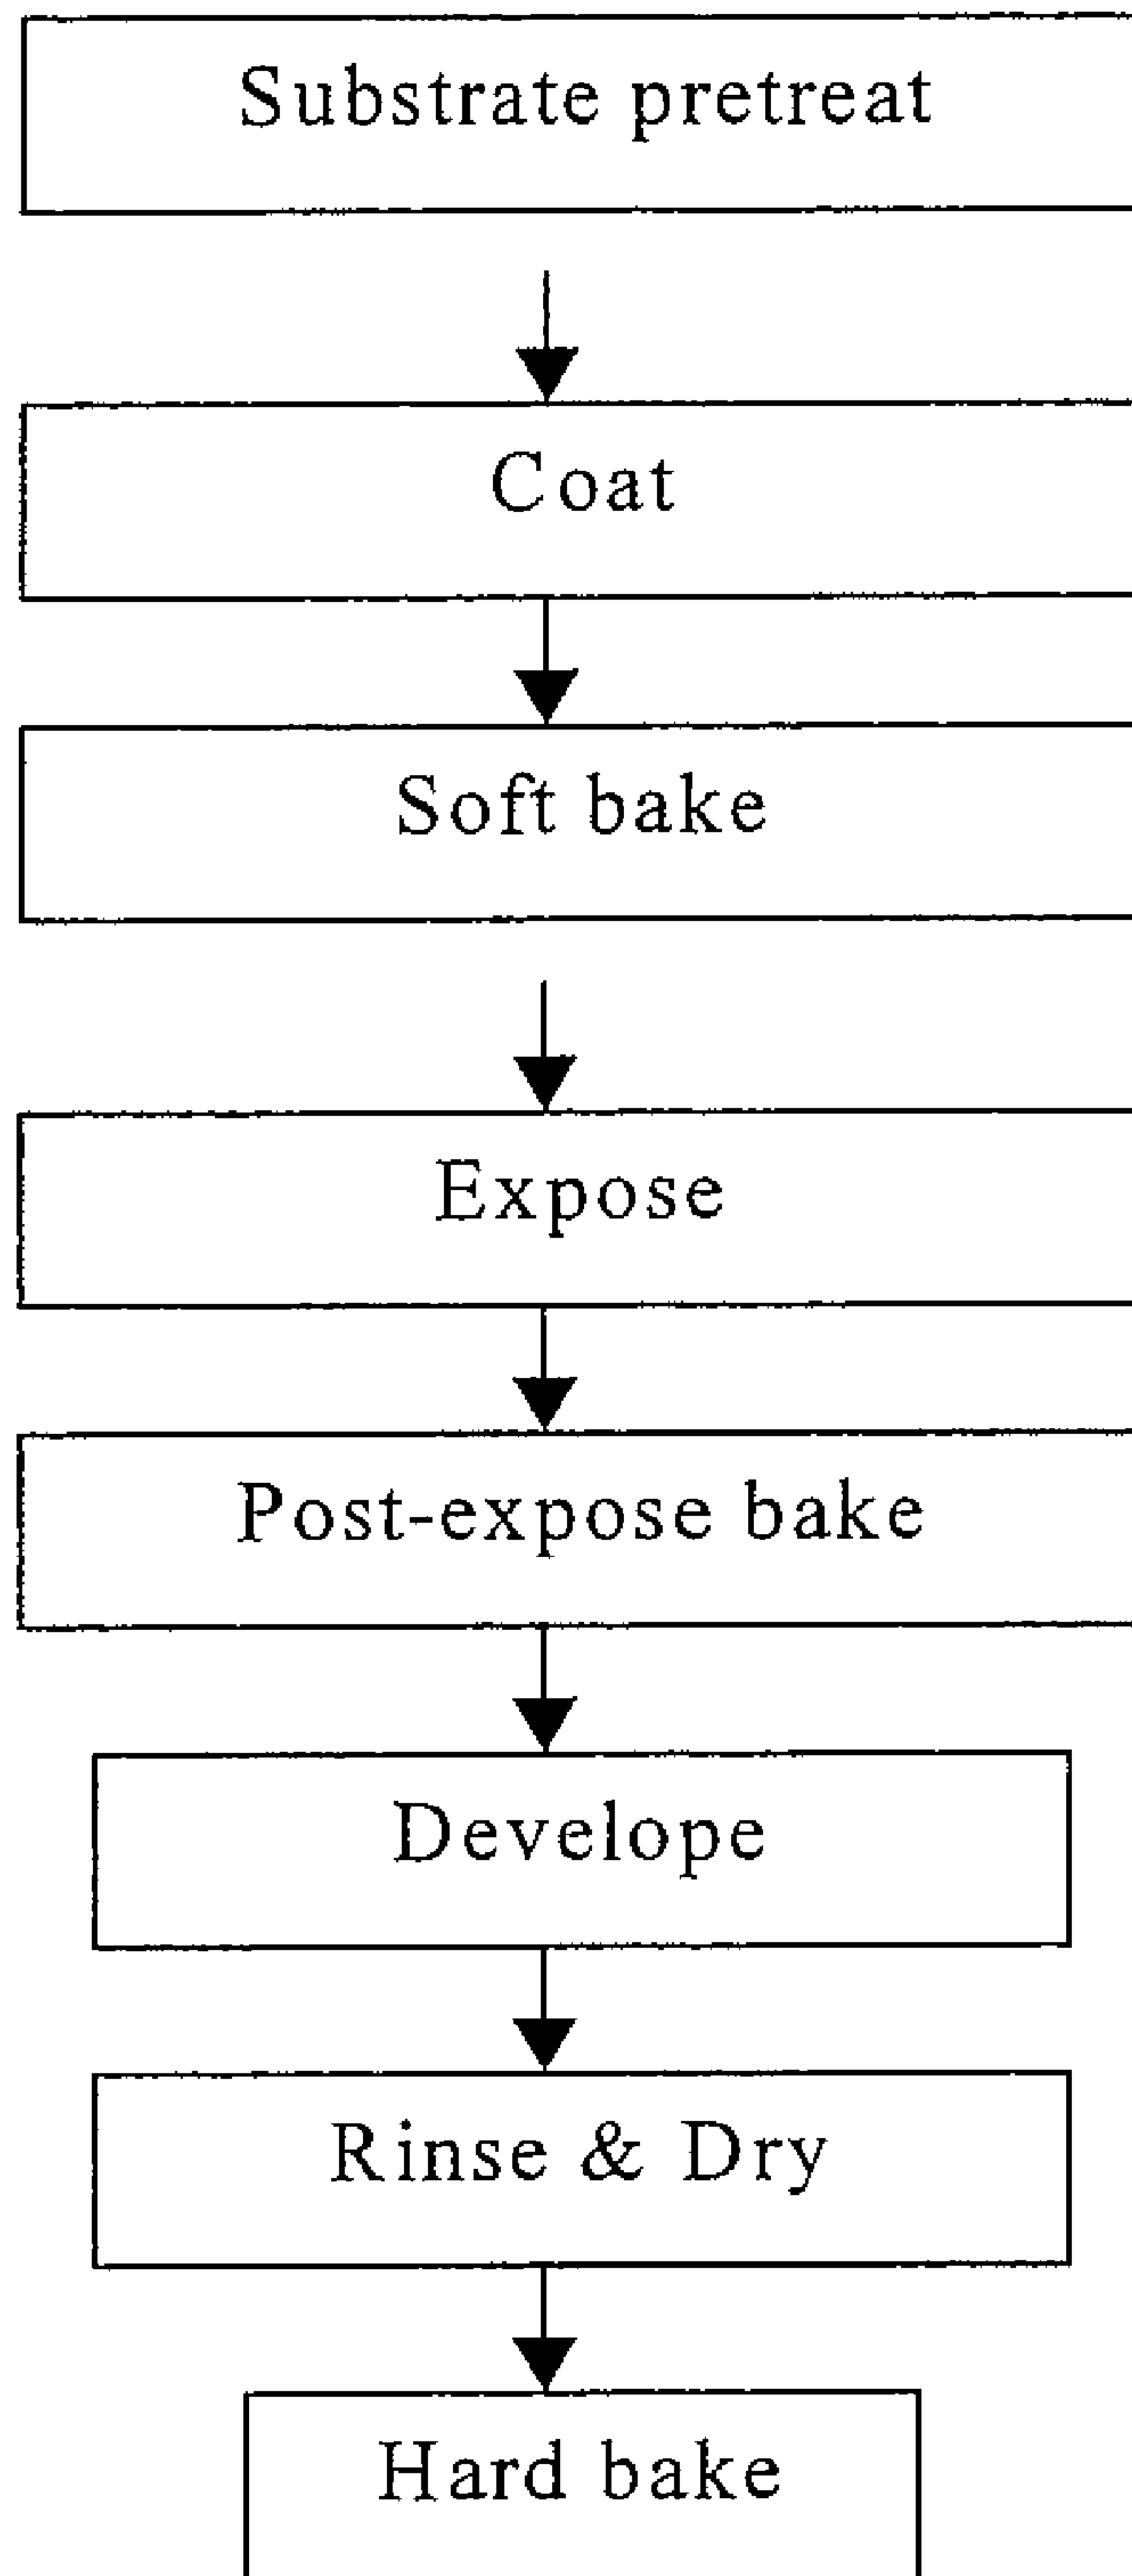 Substrate pretreat
Coat
Soft bake
Expose
Post-expose bake
Develope
Rinse & Dry
Hard bake